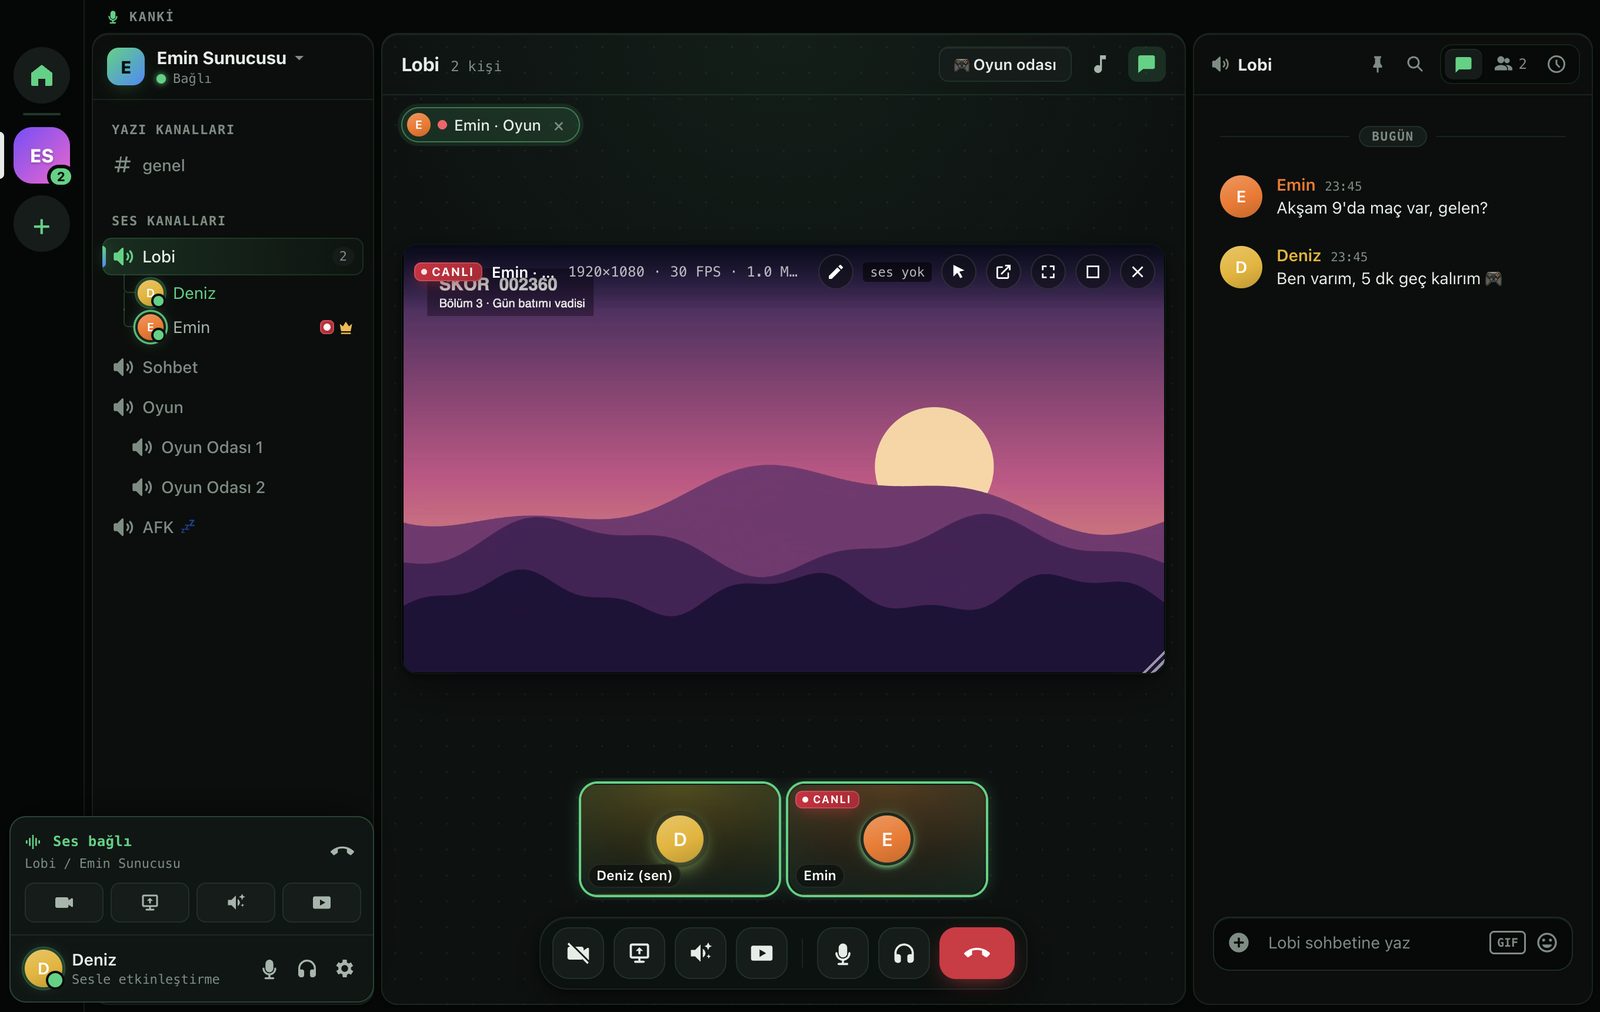 KANKİ
E
Emin Sunucusu
Bağlı
ES
2
+
YAZI KANALLARI
# genel
SES KANALLARI
Lobi 2
D Deniz
E Emin
Sohbet
Oyun
Oyun Odası 1
Oyun Odası 2
AFK 💤
Ses bağlı
Lobi / Emin Sunucusu
D
Deniz
Sesle etkinleştirme
Lobi 2 kişi
🎮 Oyun odası
E Emin · Oyun ×
CANLI Emin · … 1920×1080 · 30 FPS · 1.0 M… ses yok
SKOR 002360
Bölüm 3 · Gün batımı vadisi
D
Deniz (sen)
CANLI
E
Emin
Lobi
2
BUGÜN
E
Emin 23:45
Akşam 9'da maç var, gelen?
D
Deniz 23:45
Ben varım, 5 dk geç kalırım 🎮
Lobi sohbetine yaz
GIF